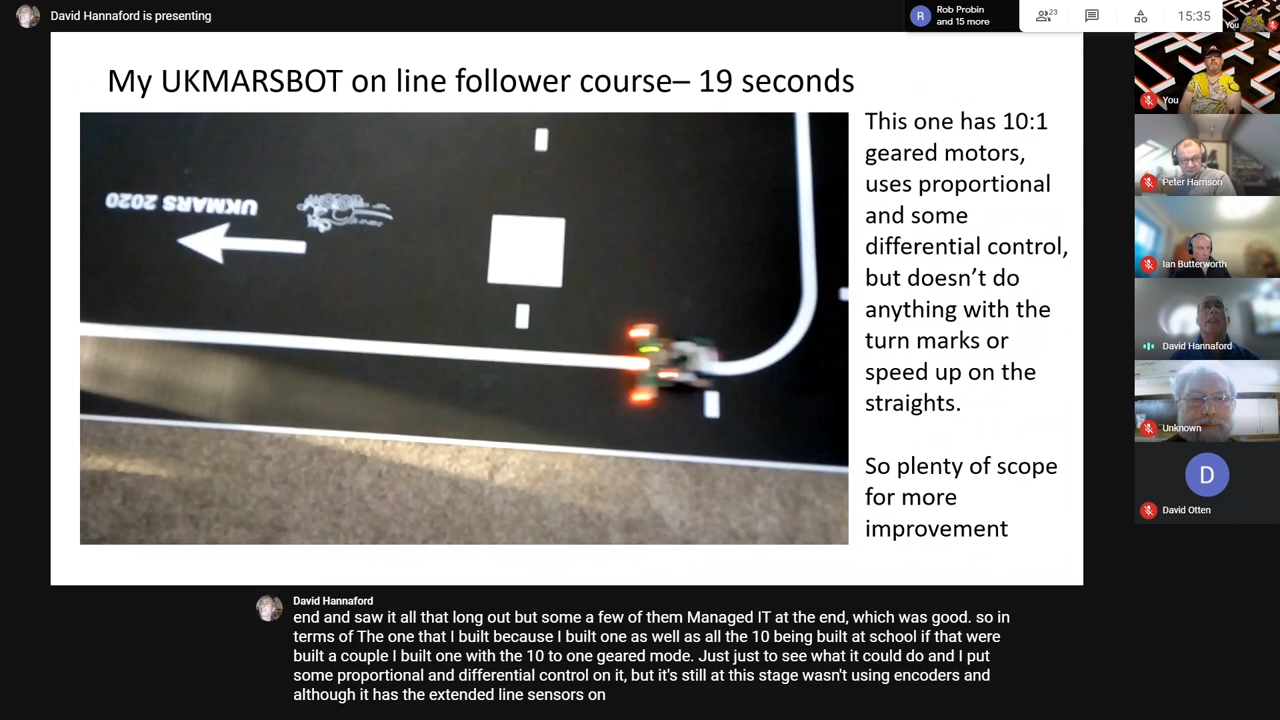 David Hannaford is presenting
R
Rob Probin
and 15 more
23
15:35
You
My UKMARSBOT on line follower course– 19 seconds
UKMARS 2020
This one has 10:1
geared motors,
uses proportional
and some
differential control,
but doesn’t do
anything with the
turn marks or
speed up on the
straights.
So plenty of scope
for more
improvement
You
Peter Harrison
Ian Butterworth
David Hannaford
Unknown
D
David Otten
David Hannaford
end and saw it all that long out but some a few of them Managed IT at the end, which was good. so in
terms of The one that I built because I built one as well as all the 10 being built at school if that were
built a couple I built one with the 10 to one geared mode. Just just to see what it could do and I put
some proportional and differential control on it, but it's still at this stage wasn't using encoders and
although it has the extended line sensors on